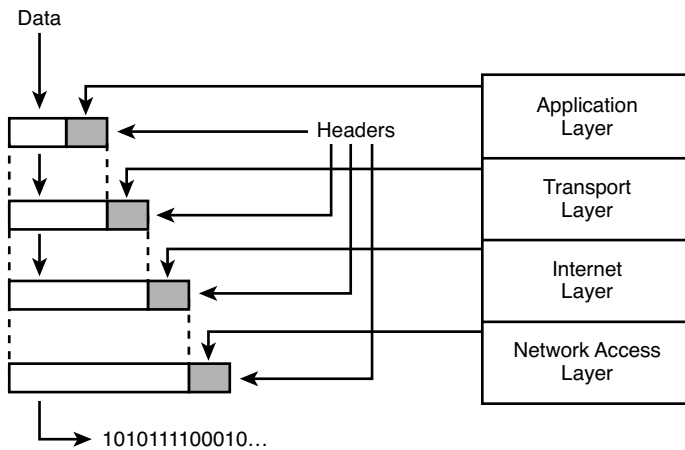 Data
Headers
Application
Layer
Transport
Layer
Internet
Layer
Network Access
Layer
1010111100010…